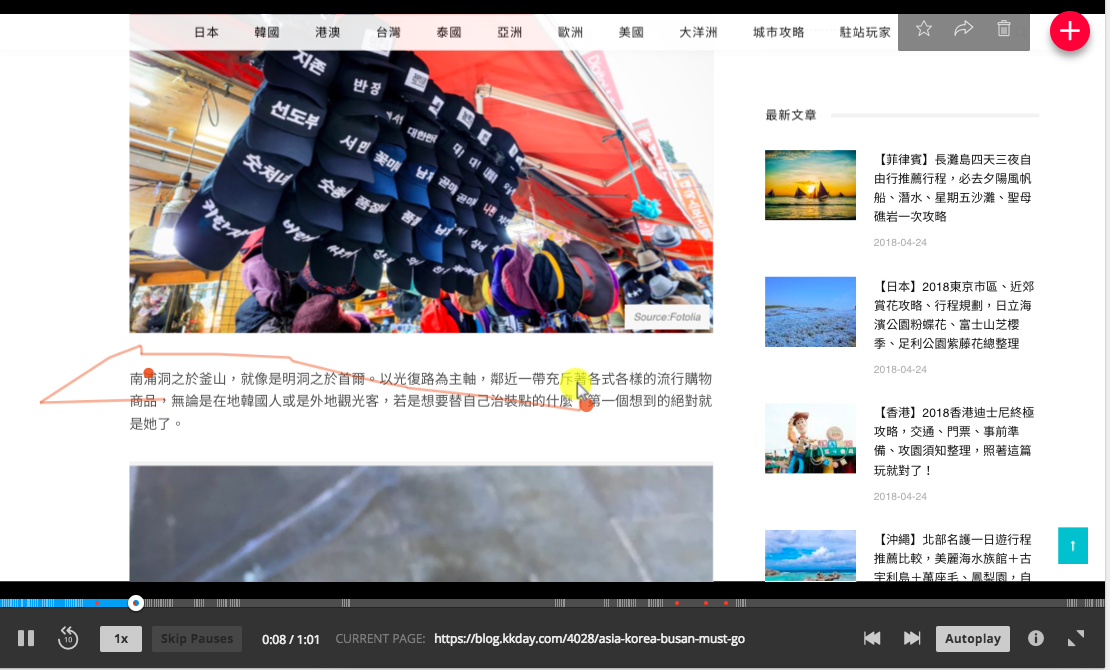 日本 韓國 港澳 台灣 泰國 亞洲 歐洲 美國 大洋洲 城市攻略 駐站玩家
지존
반장
선도부
서민
대한민
꽃미
숫처녀
품절
카한게
Source:Fotolia
南浦洞之於釜山，就像是明洞之於首爾。以光復路為主軸，鄰近一帶充斥著各式各樣的流行購物
商品，無論是在地韓國人或是外地觀光客，若是想要替自己治裝點的什麼，第一個想到的絕對就
是她了。
最新文章
【菲律賓】長灘島四天三夜自
由行推薦行程，必去夕陽風帆
船、潛水、星期五沙灘、聖母
礁岩一次攻略
2018-04-24
【日本】2018東京市區、近郊
賞花攻略、行程規劃，日立海
濱公園粉蝶花、富士山芝櫻
季、足利公園紫藤花總整理
2018-04-24
【香港】2018香港迪士尼終極
攻略，交通、門票、事前準
備、攻園須知整理，照著這篇
玩就對了！
2018-04-24
【沖繩】北部名護一日遊行程
推薦比較，美麗海水族館＋古
宇利島＋萬座毛、鳳梨園，自
10 1x Skip Pauses 0:08 / 1:01 CURRENT PAGE: https://blog.kkday.com/4028/asia-korea-busan-must-go Autoplay